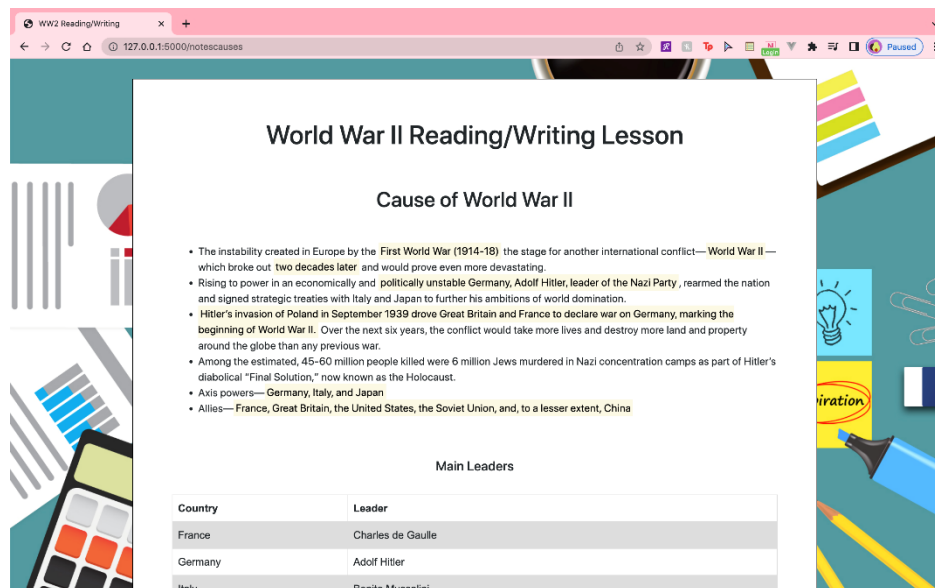 WW2 Reading/Writing
127.0.0.1:5000/notescauses
Tp
Login
Paused
World War II Reading/Writing Lesson
Cause of World War II
The instability created in Europe by the First World War (1914-18) the stage for another international conflict— World War II —
which broke out two decades later and would prove even more devastating.
Rising to power in an economically and politically unstable Germany, Adolf Hitler, leader of the Nazi Party , rearmed the nation
and signed strategic treaties with Italy and Japan to further his ambitions of world domination.
Hitler's invasion of Poland in September 1939 drove Great Britain and France to declare war on Germany, marking the
beginning of World War II. Over the next six years, the conflict would take more lives and destroy more land and property
around the globe than any previous war.
Among the estimated, 45-60 million people killed were 6 million Jews murdered in Nazi concentration camps as part of Hitler's
diabolical “Final Solution,” now known as the Holocaust.
Axis powers— Germany, Italy, and Japan
Allies— France, Great Britain, the United States, the Soviet Union, and, to a lesser extent, China
piration
Main Leaders
Country Leader
France Charles de Gaulle
Germany Adolf Hitler
Italy Benito Mussolini